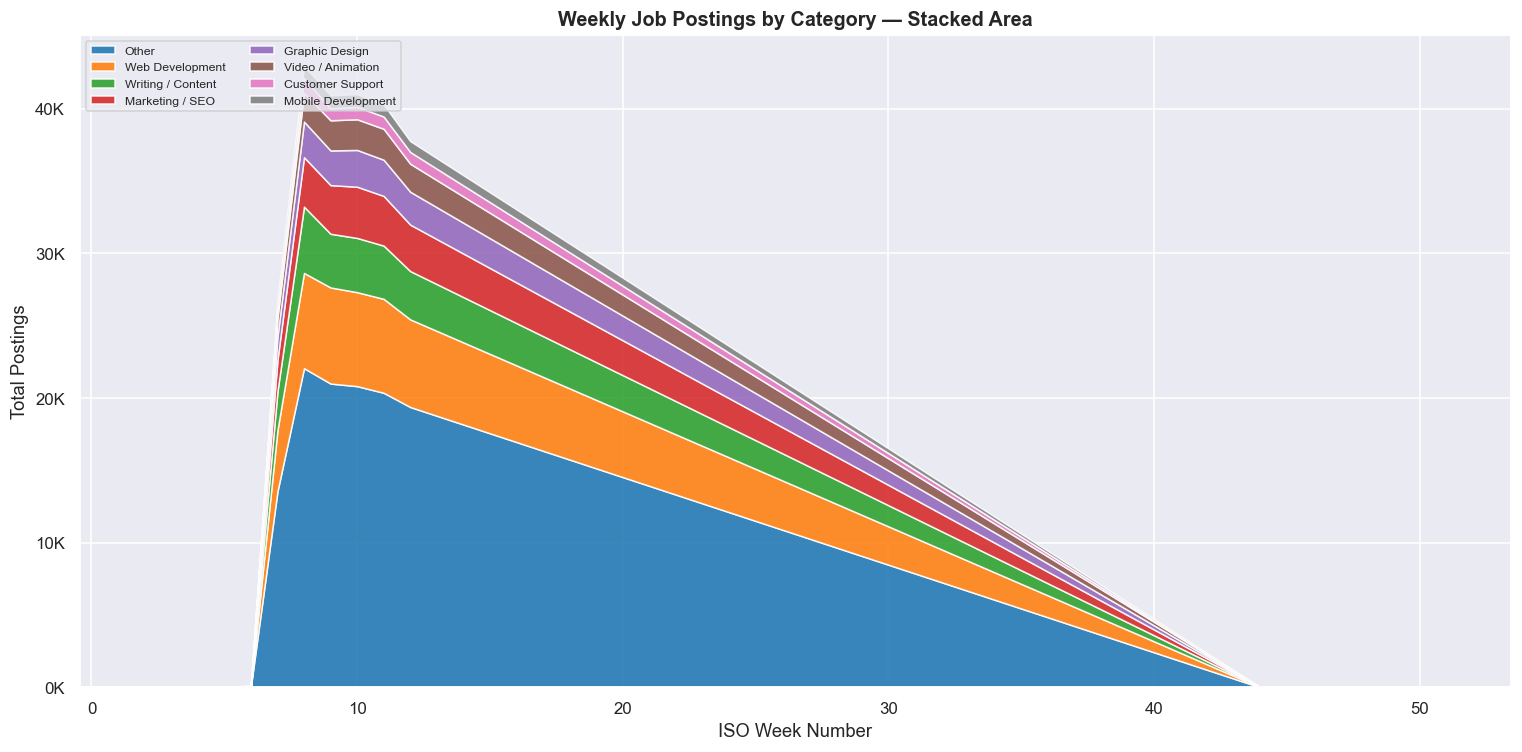 Weekly Job Postings by Category — Stacked Area
Other
Web Development
Writing / Content
Marketing / SEO
Graphic Design
Video / Animation
Customer Support
Mobile Development
Total Postings
40K
30K
20K
10K
0K
0 10 20 30 40 50
ISO Week Number